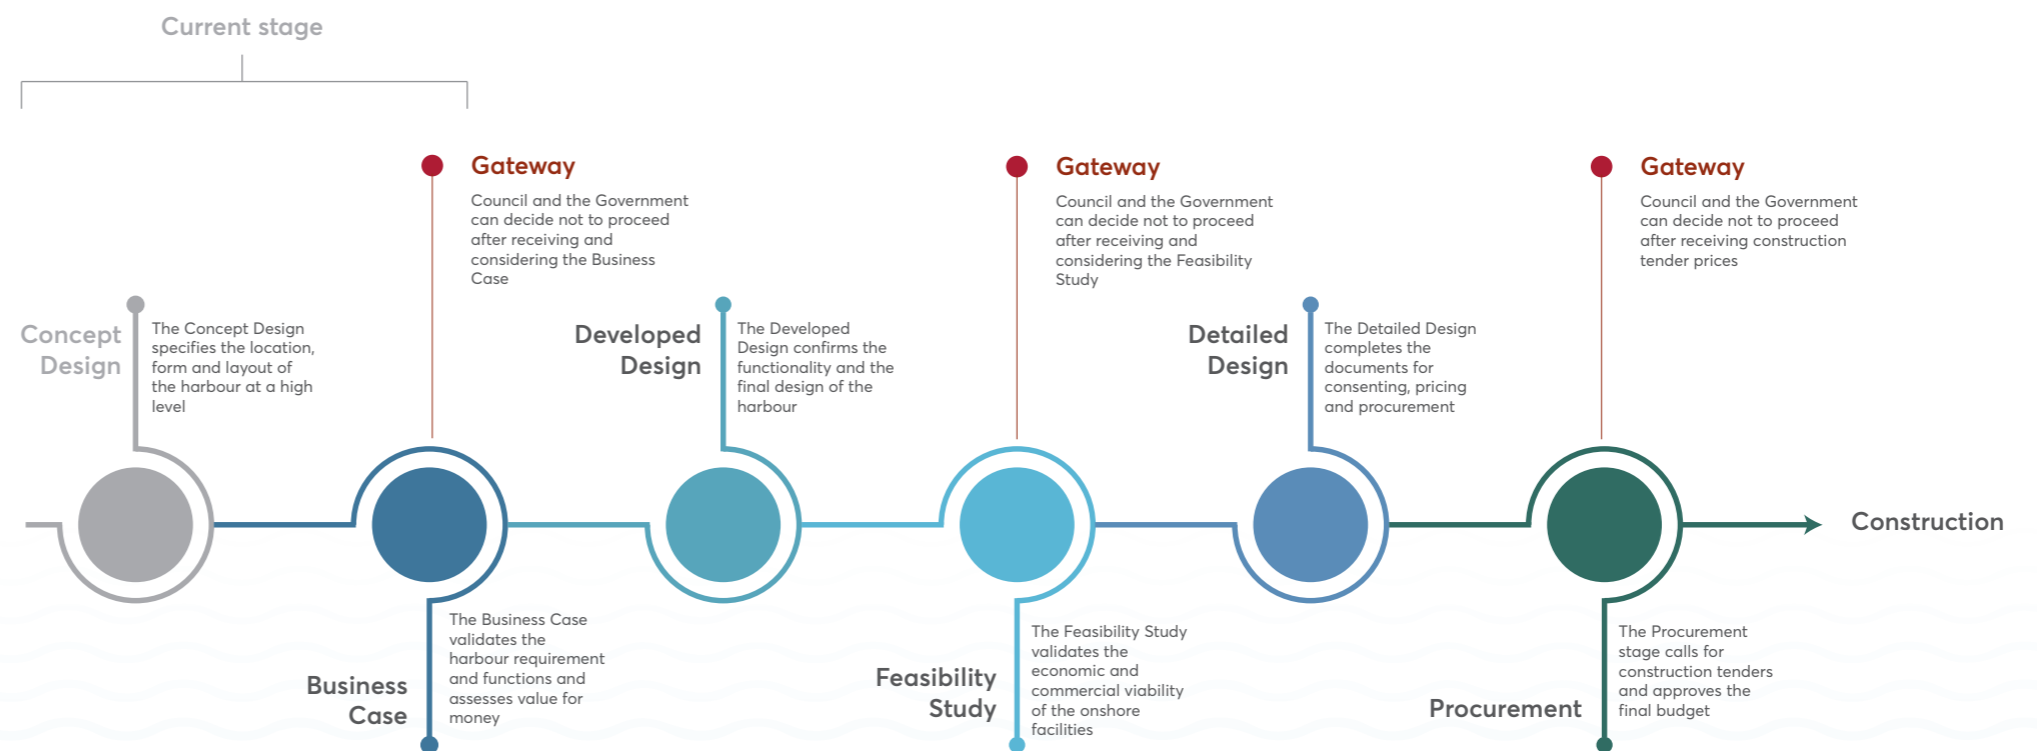 Current stage
Gateway
Council and the Government
can decide not to proceed
after receiving and
considering the Business
Case
Gateway
Council and the Government
can decide not to proceed
after receiving and
considering the Feasibility
Study
Gateway
Council and the Government
can decide not to proceed
after receiving construction
tender prices
Concept
Design
The Concept Design
specifies the location,
form and layout of
the harbour at a high
level
Developed
Design
The Developed
Design confirms the
functionality and the
final design of the
harbour
Detailed
Design
The Detailed Design
completes the
documents for
consenting, pricing
and procurement
Construction
Business
Case
The Business Case
validates the
harbour requirement
and functions and
assesses value for
money
Feasibility
Study
The Feasibility Study
validates the
economic and
commercial viability
of the onshore
facilities
Procurement
The Procurement
stage calls for
construction tenders
and approves the
final budget